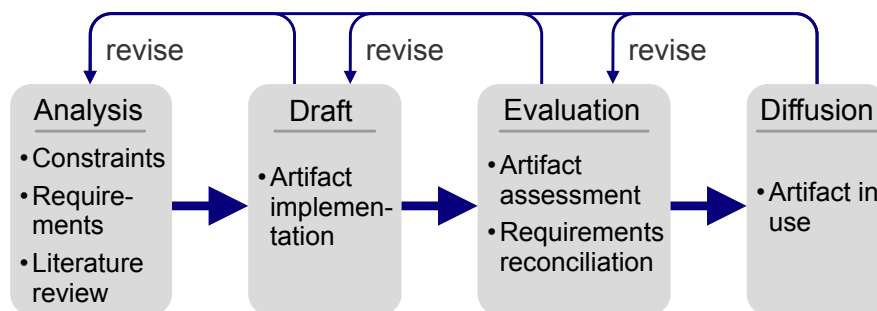 revise
revise
revise
Analysis
• Constraints
• Require-
ments
• Literature
review
Draft
• Artifact
implemen-
tation
Evaluation
• Artifact
assessment
• Requirements
reconciliation
Diffusion
• Artifact in
use